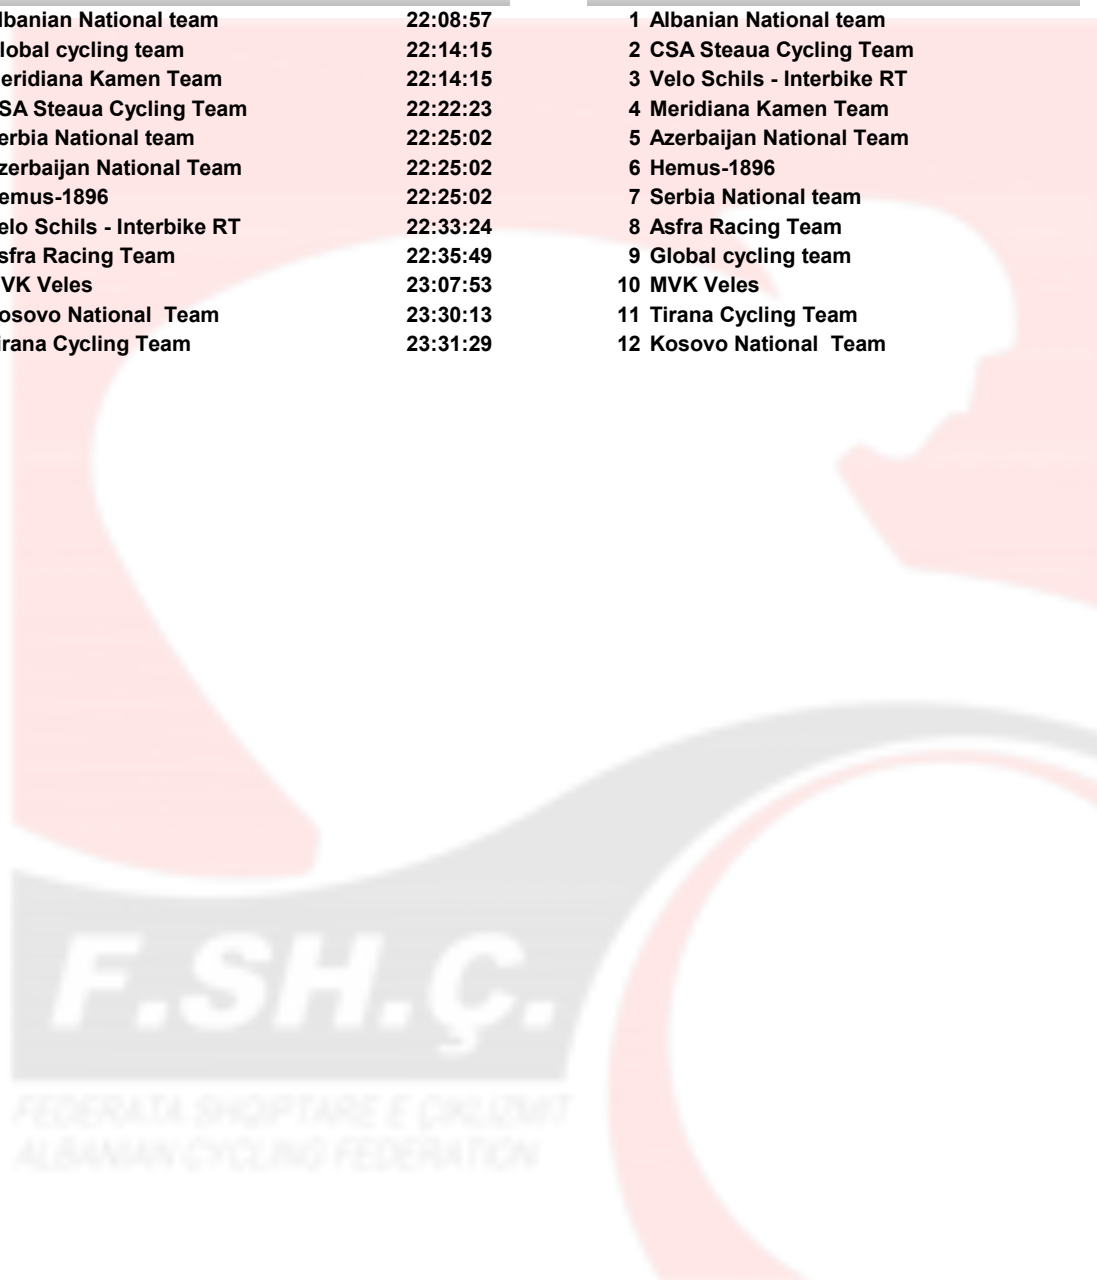 lbanian National team 22:08:57
lobal cycling team 22:14:15
eridiana Kamen Team 22:14:15
SA Steaua Cycling Team 22:22:23
erbia National team 22:25:02
zerbaijan National Team 22:25:02
emus-1896 22:25:02
elo Schils - Interbike RT 22:33:24
sfra Racing Team 22:35:49
VK Veles 23:07:53
osovo National Team 23:30:13
irana Cycling Team 23:31:29
1 Albanian National team
2 CSA Steaua Cycling Team
3 Velo Schils - Interbike RT
4 Meridiana Kamen Team
5 Azerbaijan National Team
6 Hemus-1896
7 Serbia National team
8 Asfra Racing Team
9 Global cycling team
10 MVK Veles
11 Tirana Cycling Team
12 Kosovo National Team
F.SH.Ç.
FEDERATA SHQIPTARE E ÇIKLIZMIT
ALBANIAN CYCLING FEDERATION